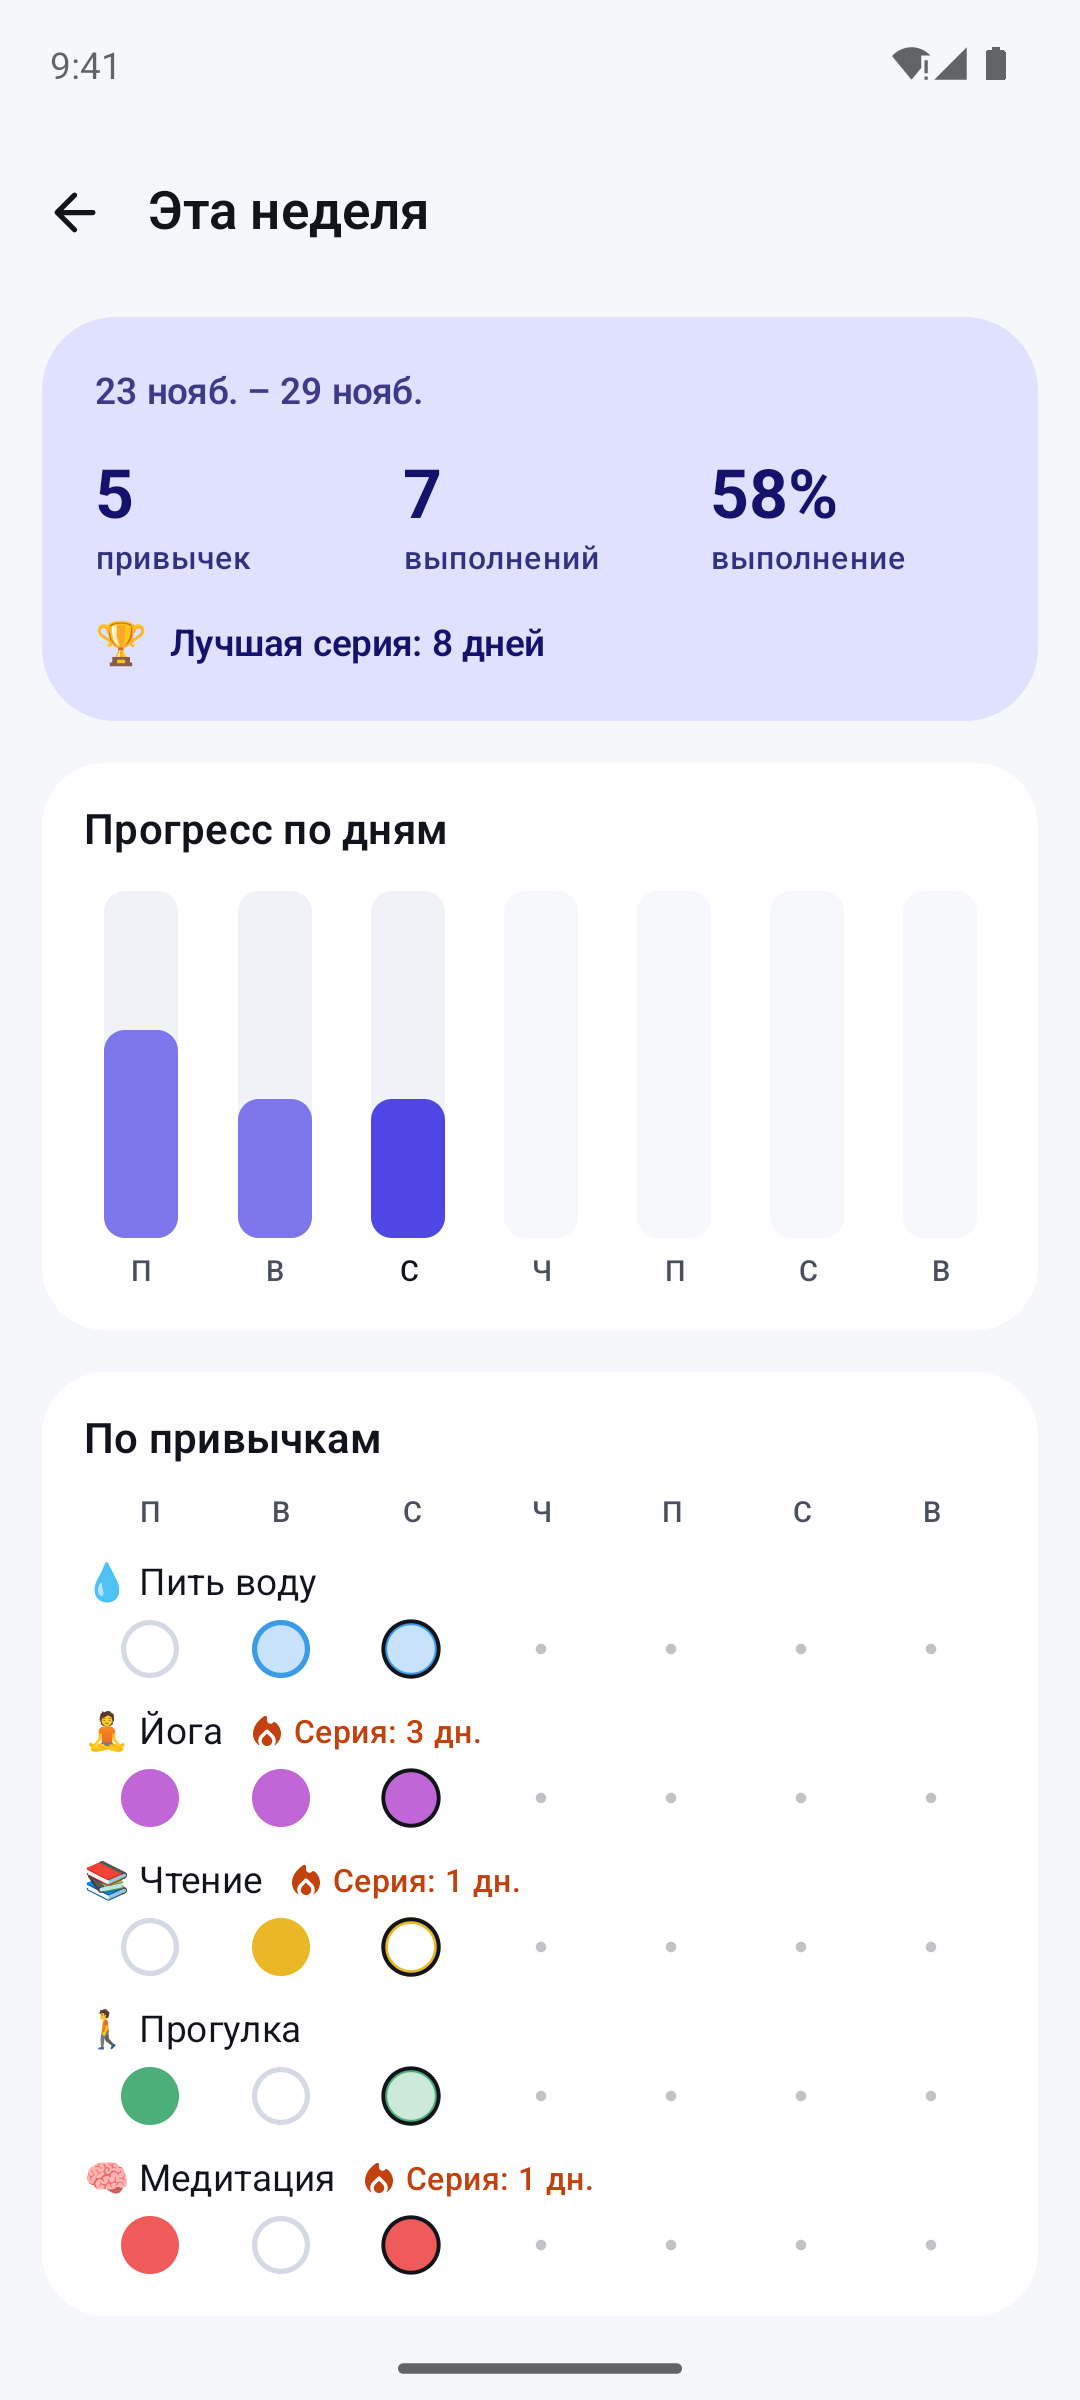 9:41
Эта неделя
23 нояб. – 29 нояб.
5 7 58%
привычек выполнений выполнение
🏆 Лучшая серия: 8 дней
Прогресс по дням
П В С Ч П С В
По привычкам
П В С Ч П С В
💧 Пить воду
🧘 Йога Серия: 3 дн.
📚 Чтение Серия: 1 дн.
🚶 Прогулка
🧠 Медитация Серия: 1 дн.